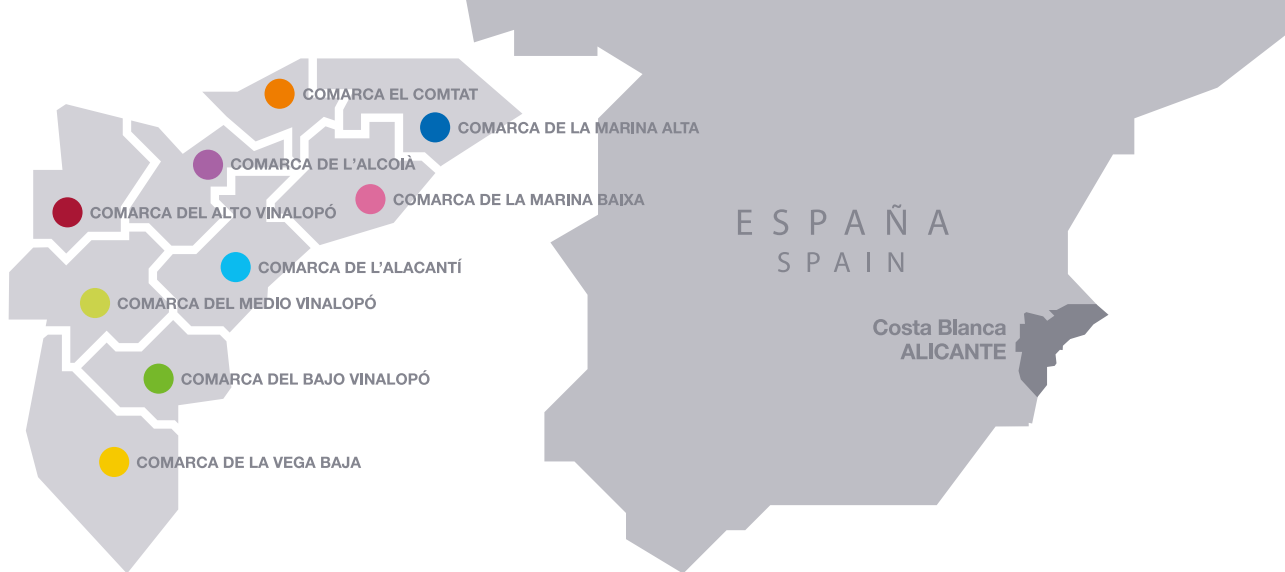 COMARCA EL COMTAT
COMARCA DE LA MARINA ALTA
COMARCA DE L'ALCOIÀ
COMARCA DE LA MARINA BAIXA
COMARCA DEL ALTO VINALOPÓ
COMARCA DE L'ALACANTÍ
COMARCA DEL MEDIO VINALOPÓ
COMARCA DEL BAJO VINALOPÓ
COMARCA DE LA VEGA BAJA
ESPAÑA
SPAIN
Costa Blanca
ALICANTE